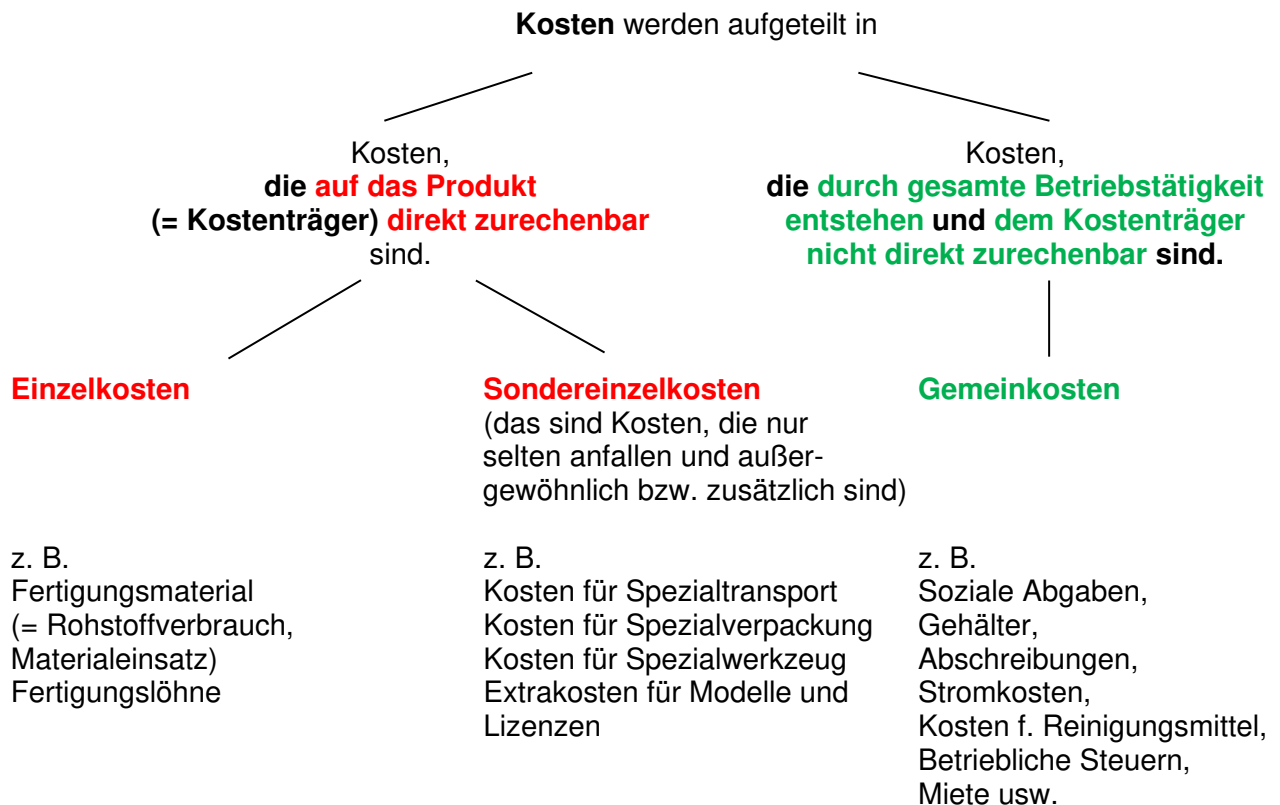 Kosten werden aufgeteilt in
Kosten,
die auf das Produkt
(= Kostenträger) direkt zurechenbar
sind.
Kosten,
die durch gesamte Betriebstätigkeit
entstehen und dem Kostenträger
nicht direkt zurechenbar sind.
Einzelkosten
Sondereinzelkosten
(das sind Kosten, die nur
selten anfallen und außer-
gewöhnlich bzw. zusätzlich sind)
Gemeinkosten
z. B.
Fertigungsmaterial
(= Rohstoffverbrauch,
Materialeinsatz)
Fertigungslöhne
z. B.
Kosten für Spezialtransport
Kosten für Spezialverpackung
Kosten für Spezialwerkzeug
Extrakosten für Modelle und
Lizenzen
z. B.
Soziale Abgaben,
Gehälter,
Abschreibungen,
Stromkosten,
Kosten f. Reinigungsmittel,
Betriebliche Steuern,
Miete usw.